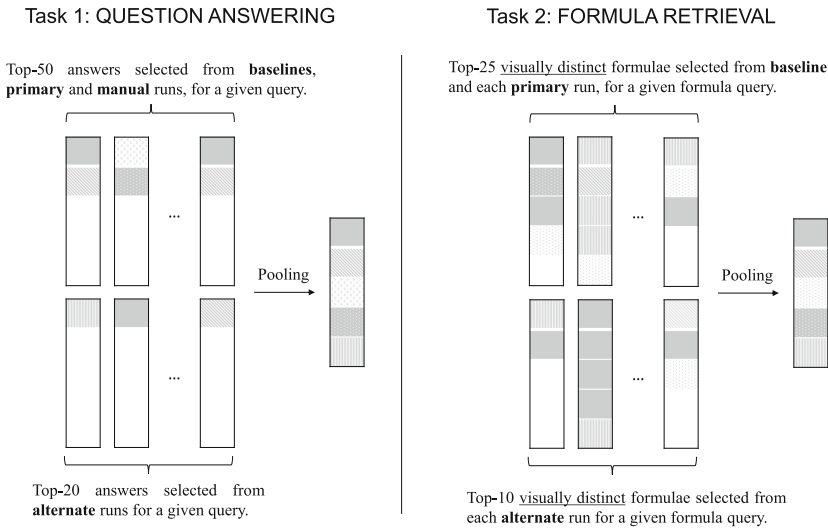 Task 1: QUESTION ANSWERING
Top-50 answers selected from baselines,
primary and manual runs, for a given query.
...
Pooling
...
Top-20 answers selected from
alternate runs for a given query.
Task 2: FORMULA RETRIEVAL
Top-25 visually distinct formulae selected from baseline
and each primary run, for a given formula query.
...
Pooling
...
Top-10 visually distinct formulae selected from
each alternate run for a given formula query.